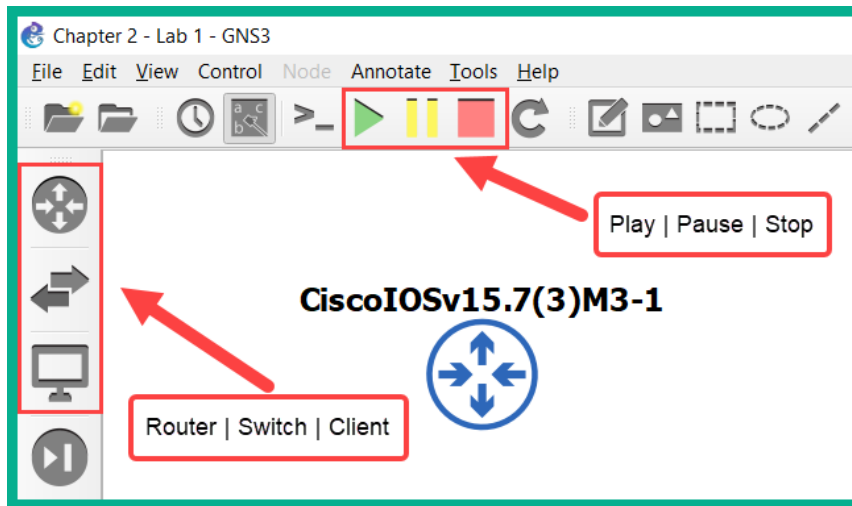 Chapter 2 - Lab 1 - GNS3
File Edit View Control Node Annotate Tools Help
a c
b
>_
Play | Pause | Stop
CiscoIOSv15.7(3)M3-1
Router | Switch | Client